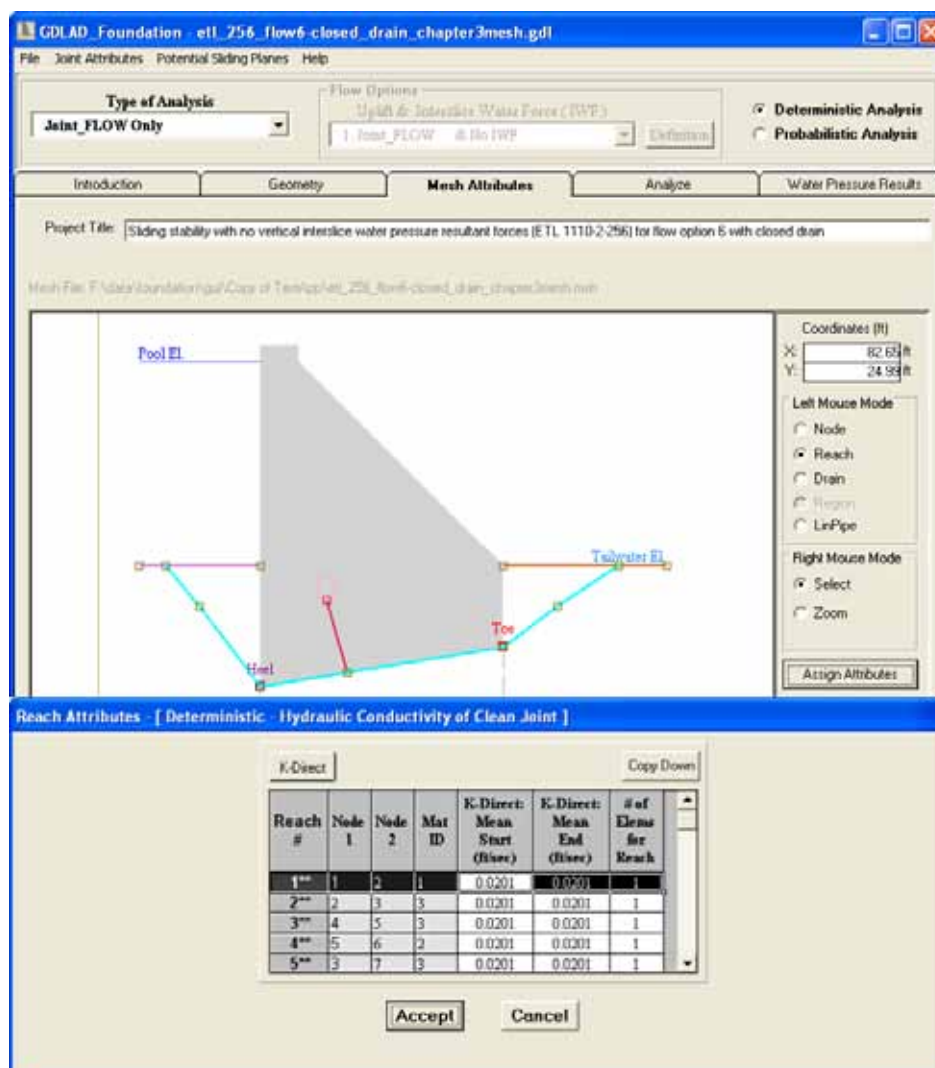 GDLAD_Foundation - etl_256_flow6-closed_drain_chapter3mesh.gdl
File Joint Attributes Potential Sliding Planes Help
Type of Analysis
Joint_FLOW Only
Flow Options
Uplift & Interslice Water Force (IWF)
1. Joint_FLOW & No IWF
Definition
Deterministic Analysis
Probabilistic Analysis
Introduction Geometry Mesh Attributes Analyze Water Pressure Results
Project Title: Sliding stability with no vertical interslice water pressure resultant forces (ETL 1110-2-256) for flow option 6 with closed drain
Mesh File:
Pool El.
Tailwater El.
Toe
Heel
Coordinates (ft)
X: 82.65 ft
Y: 24.99 ft
Left Mouse Mode
Node
Reach
Drain
Region
LinPipe
Right Mouse Mode
Select
Zoom
Assign Attributes
Reach Attributes - [ Deterministic - Hydraulic Conductivity of Clean Joint ]
K-Direct Copy Down
Reach # Node 1 Node 2 Mat ID K-Direct: Mean Start (ft/sec) K-Direct: Mean End (ft/sec) # of Elems for Reach
1** 1 2 1 0.0201 0.0201 1
2** 2 3 3 0.0201 0.0201 1
3** 4 5 3 0.0201 0.0201 1
4** 5 6 2 0.0201 0.0201 1
5** 3 7 3 0.0201 0.0201 1
Accept Cancel